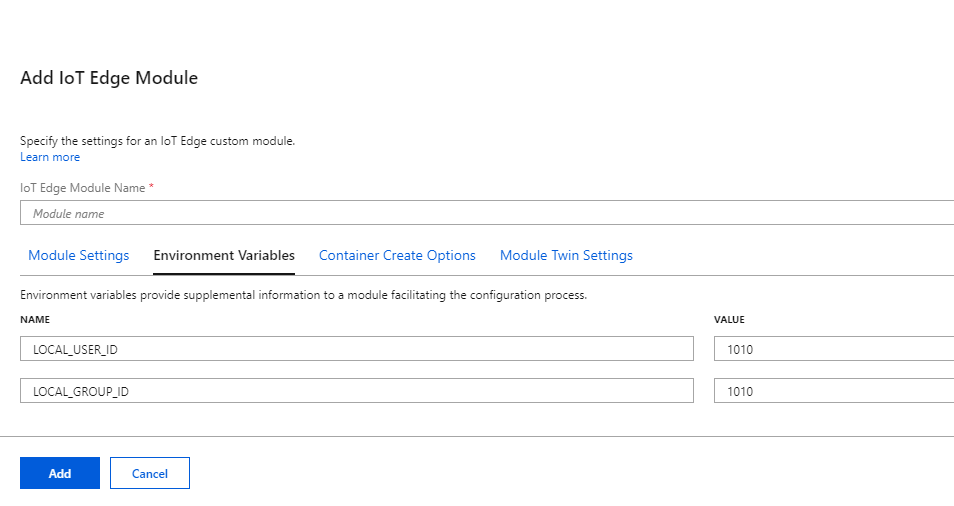 Add IoT Edge Module
Specify the settings for an IoT Edge custom module.
Learn more
IoT Edge Module Name *
Module name
Module Settings Environment Variables Container Create Options Module Twin Settings
Environment variables provide supplemental information to a module facilitating the configuration process.
NAME VALUE
LOCAL_USER_ID 1010
LOCAL_GROUP_ID 1010
Add Cancel